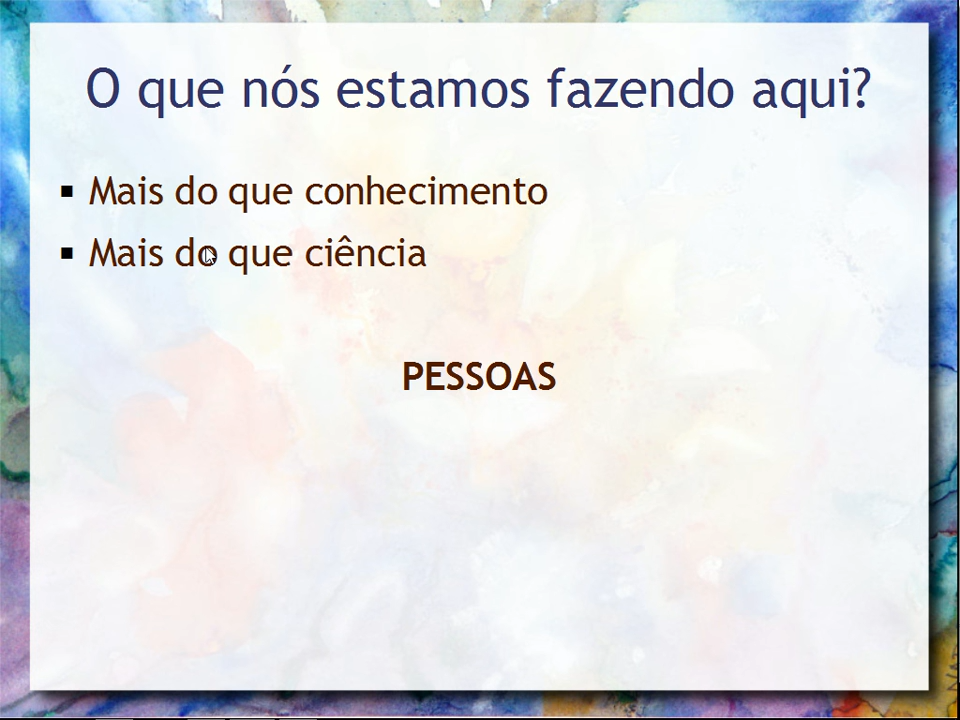 O que nós estamos fazendo aqui?
▪ Mais do que conhecimento
▪ Mais do que ciência
PESSOAS